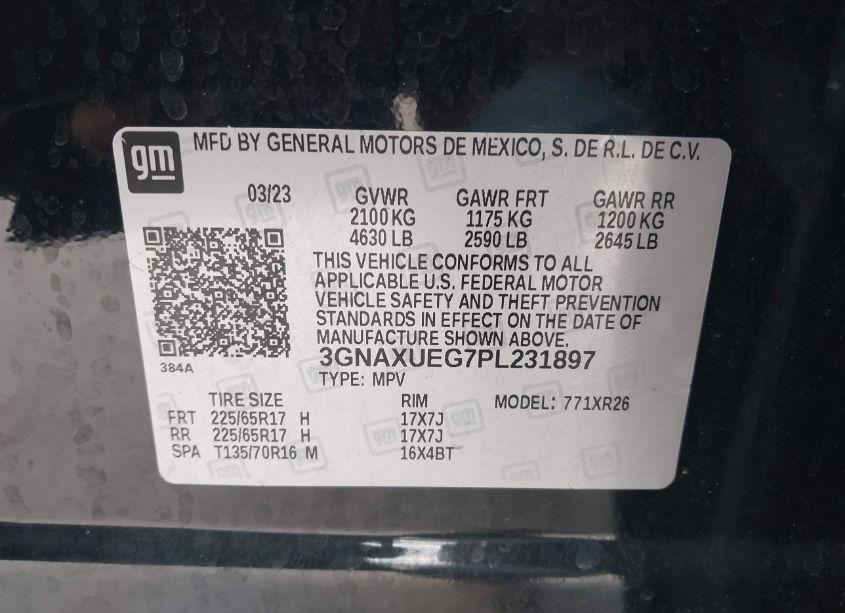 gm MFD BY GENERAL MOTORS DE MEXICO, S. DE R.L. DE C.V.
03/23 GVWR GAWR FRT GAWR RR
2100 KG 1175 KG 1200 KG
4630 LB 2590 LB 2645 LB
THIS VEHICLE CONFORMS TO ALL
APPLICABLE U.S. FEDERAL MOTOR
VEHICLE SAFETY AND THEFT PREVENTION
STANDARDS IN EFFECT ON THE DATE OF
MANUFACTURE SHOWN ABOVE.
384A
3GNAXUEG7PL231897
TYPE: MPV
TIRE SIZE RIM MODEL: 771XR26
FRT 225/65R17 H 17X7J
RR 225/65R17 H 17X7J
SPA T135/70R16 M 16X4BT